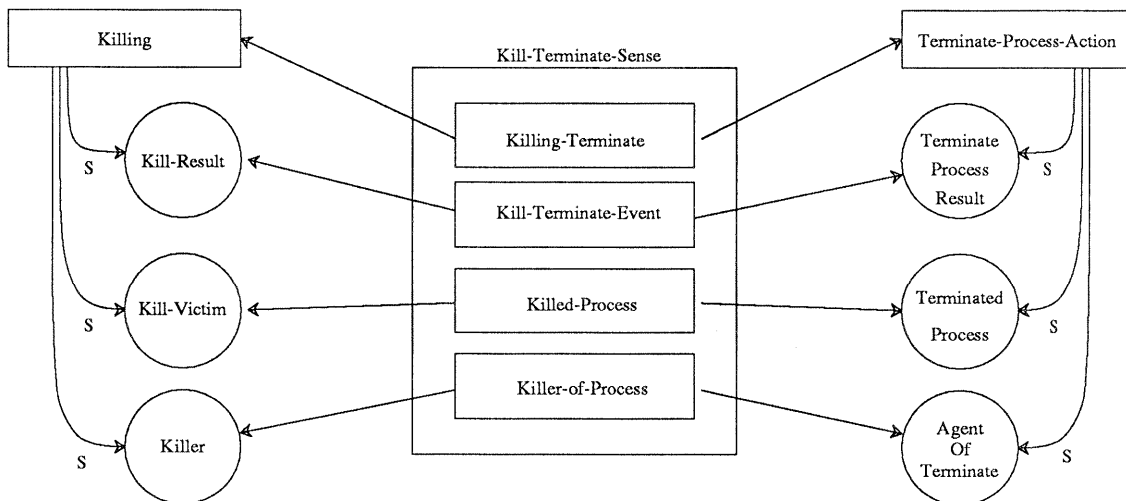 Killing
Terminate-Process-Action
Kill-Terminate-Sense
Killing-Terminate
Kill-Result
S
Terminate
Process
Result
S
Kill-Terminate-Event
Kill-Victim
S
Killed-Process
Terminated
Process
S
Killer-of-Process
Killer
S
Agent
Of
Terminate
S